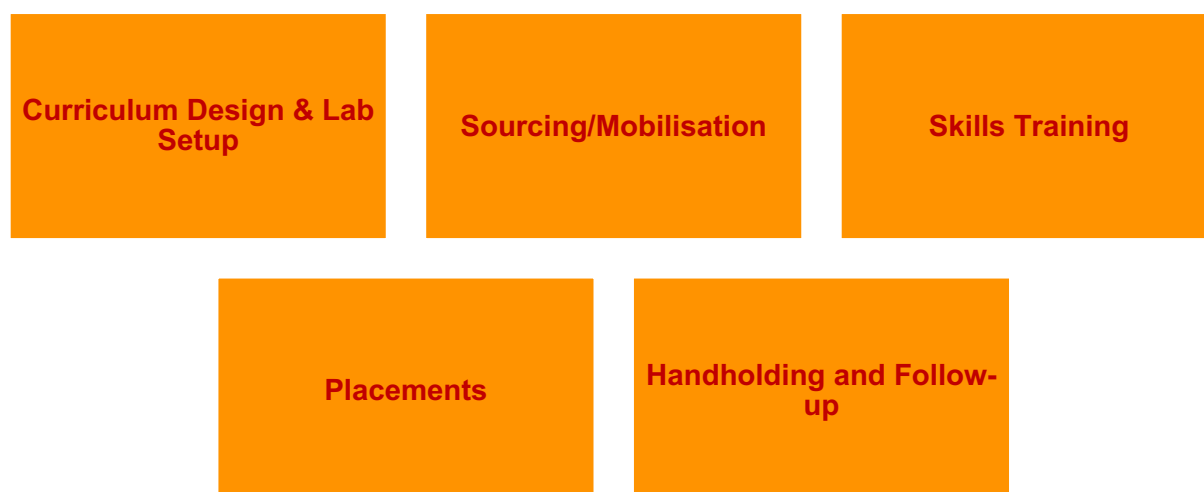 Curriculum Design & Lab
Setup
Sourcing/Mobilisation
Skills Training
Placements
Handholding and Follow-
up